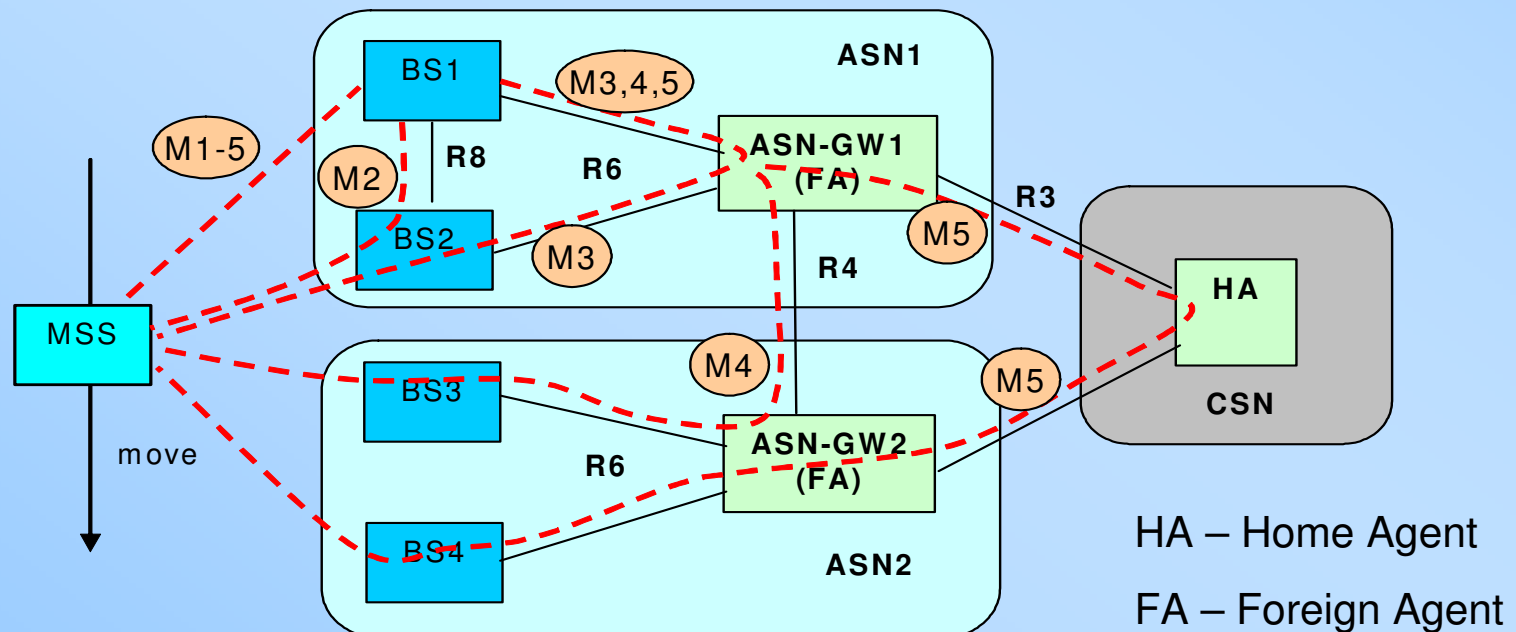 BS1
ASN1
M3,4,5
M1-5
R8
M2
R6
ASN-GW1
(FA)
R3
BS2
M3
M5
R4
HA
MSS
M4
M5
BS3
CSN
ASN-GW2
(FA)
move
R6
BS4
ASN2
HA – Home Agent
FA – Foreign Agent